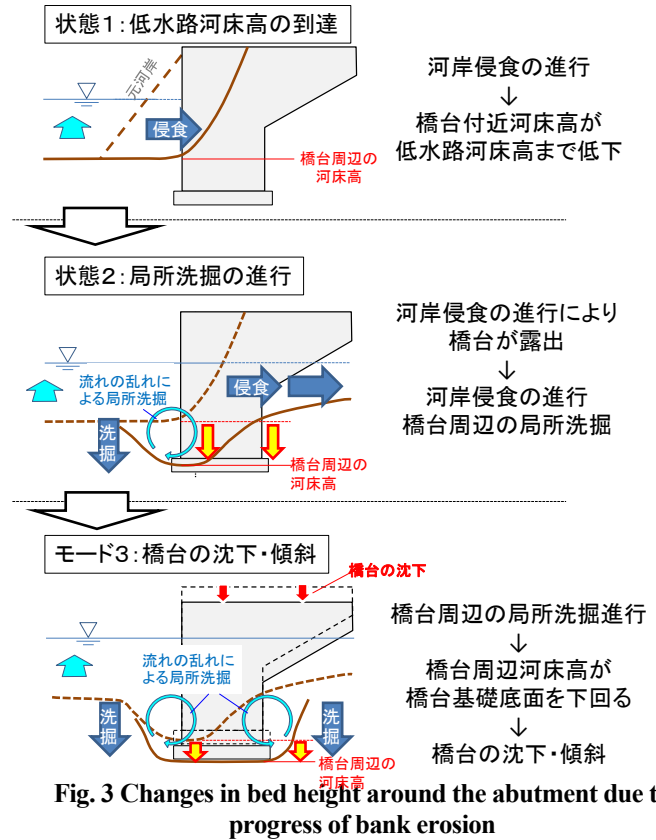 状態1：低水路河床高の到達
元河岸
侵食
橋台周辺の
河床高
河岸侵食の進行
↓
橋台付近河床高が
低水路河床高まで低下
状態2：局所洗掘の進行
流れの乱れに
よる局所洗掘
侵食
洗掘
橋台周辺の
河床高
河岸侵食の進行により
橋台が露出
↓
河岸侵食の進行
橋台周辺の局所洗掘
モード3：橋台の沈下・傾斜
橋台の沈下
流れの乱れに
よる局所洗掘
洗掘
洗掘
橋台周辺の
河床高
橋台周辺の局所洗掘進行
↓
橋台周辺河床高が
橋台基礎底面を下回る
↓
橋台の沈下・傾斜
Fig. 3 Changes in bed height around the abutment due t
progress of bank erosion